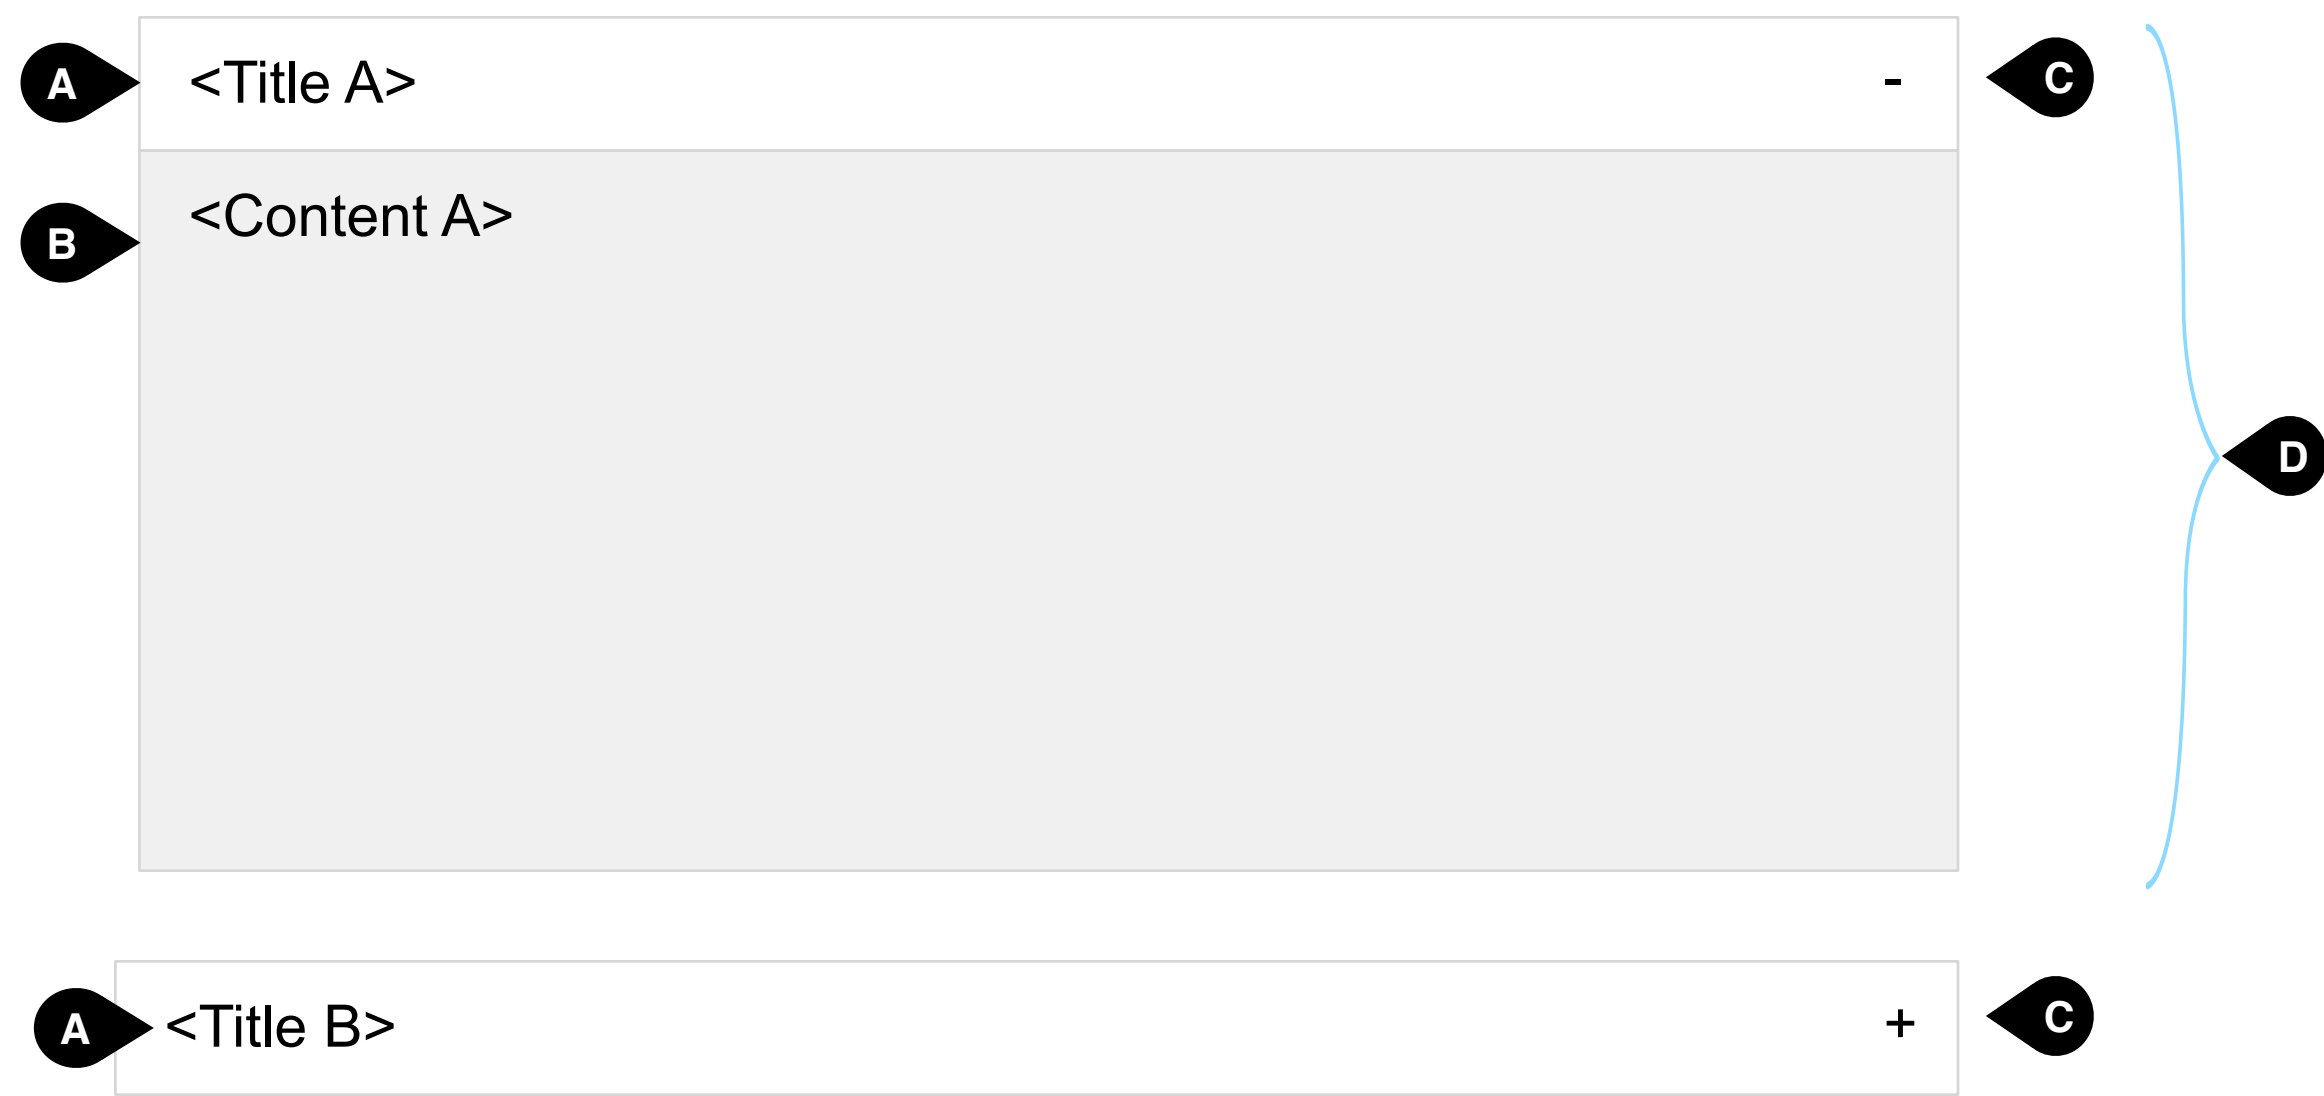 A <Title A> - C
B <Content A>
D
A <Title B> + C